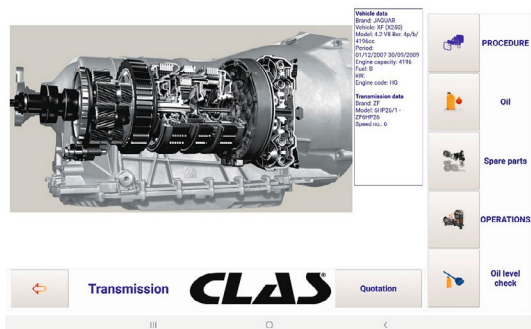 Vehicle data
Brand: JAGUAR
Vehicle: XF (X250)
Model: 4.2 V8 Ber. 4p/b/
4196cc
Period:
01/12/2007 30/09/2009
Engine capacity: 4196
Fuel: B
kW:
Engine code: HG
Transmission data
Brand: ZF
Model: 6HP26/1 -
ZF6HP26
Speed no.: 6
PROCEDURE
Oil
Spare parts
OPERATIONS
Oil level
check
Transmission
CLAS
Quotation